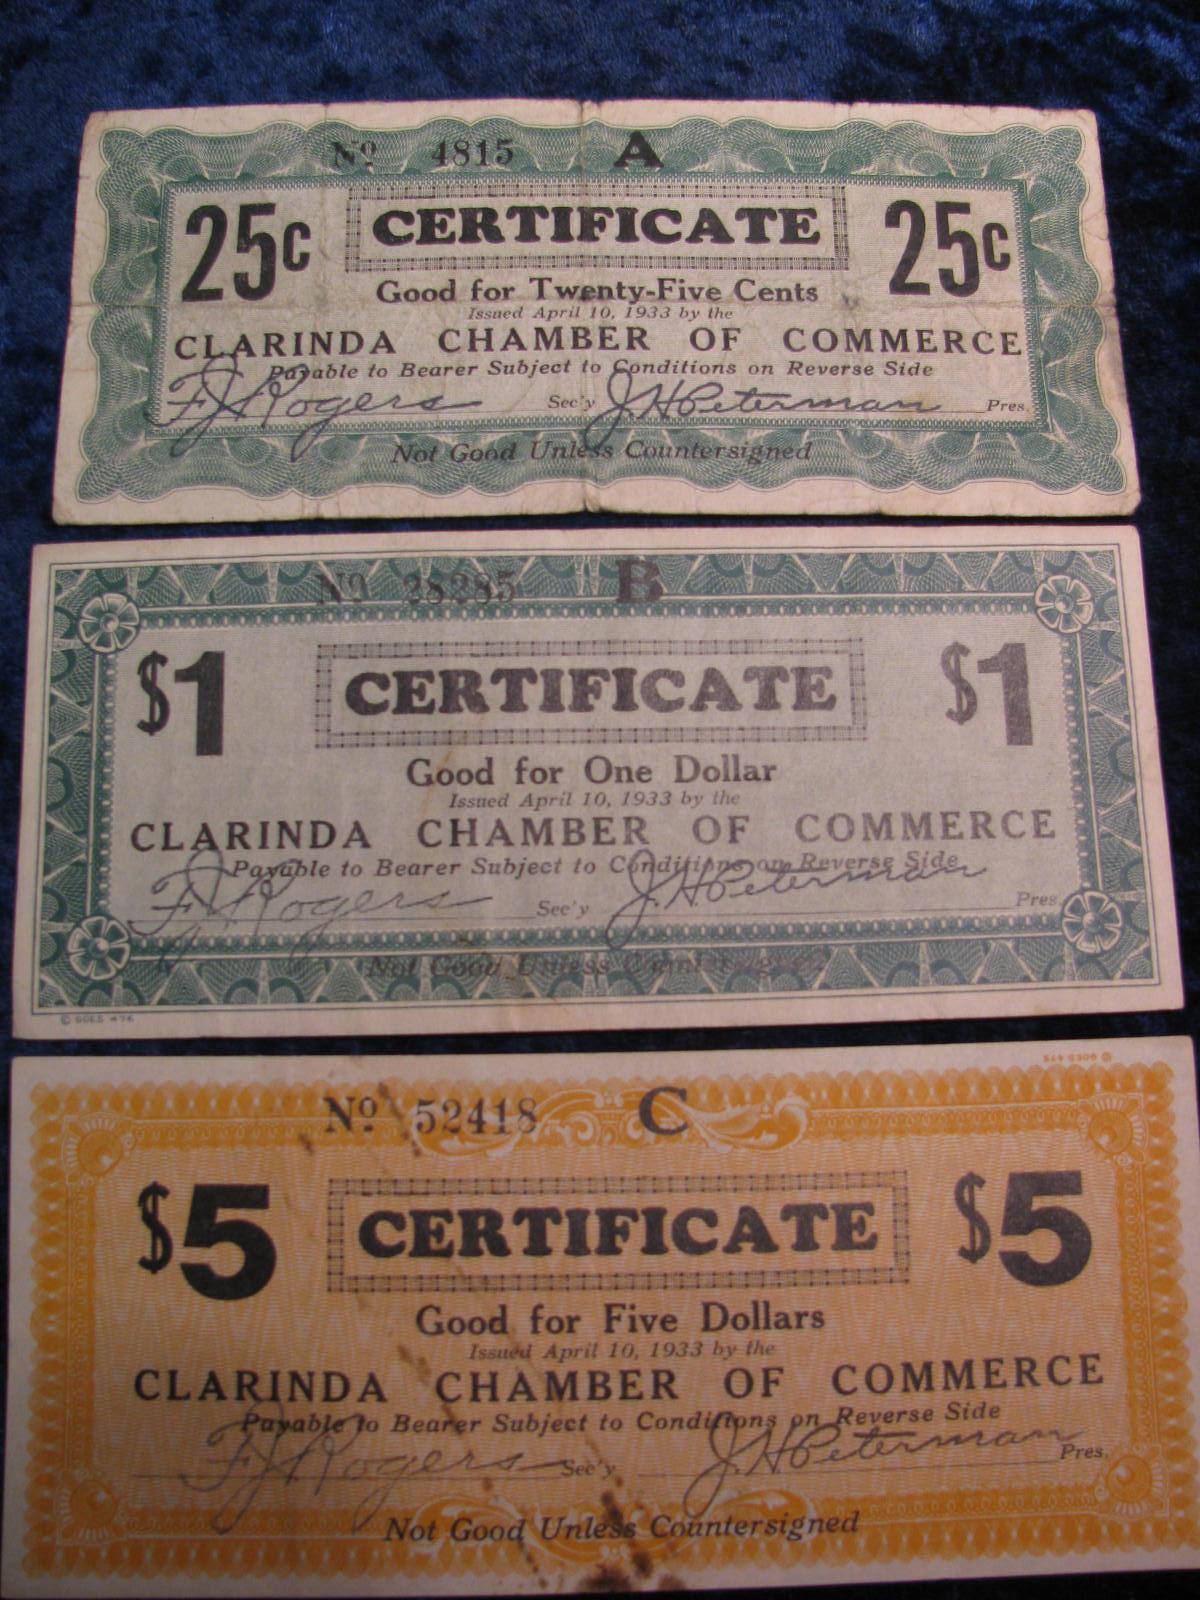 Nº 4815 A
25c CERTIFICATE 25c
Good for Twenty-Five Cents
Issued April 10, 1933 by the
CLARINDA CHAMBER OF COMMERCE
Payable to Bearer Subject to Conditions on Reverse Side
F J Rogers Sec'y J H Peterman Pres.
Not Good Unless Countersigned
Nº 28285 B
$1 CERTIFICATE $1
Good for One Dollar
Issued April 10, 1933 by the
CLARINDA CHAMBER OF COMMERCE
Payable to Bearer Subject to Conditions on Reverse Side
F J Rogers Sec'y J. H Peterman Pres.
Not Good Unless Countersigned
© GOES 476
GOES 475 ©
Nº 52418 C
$5 CERTIFICATE $5
Good for Five Dollars
Issued April 10, 1933 by the
CLARINDA CHAMBER OF COMMERCE
Payable to Bearer Subject to Conditions on Reverse Side
F J Rogers Sec'y J. H Peterman Pres.
Not Good Unless Countersigned